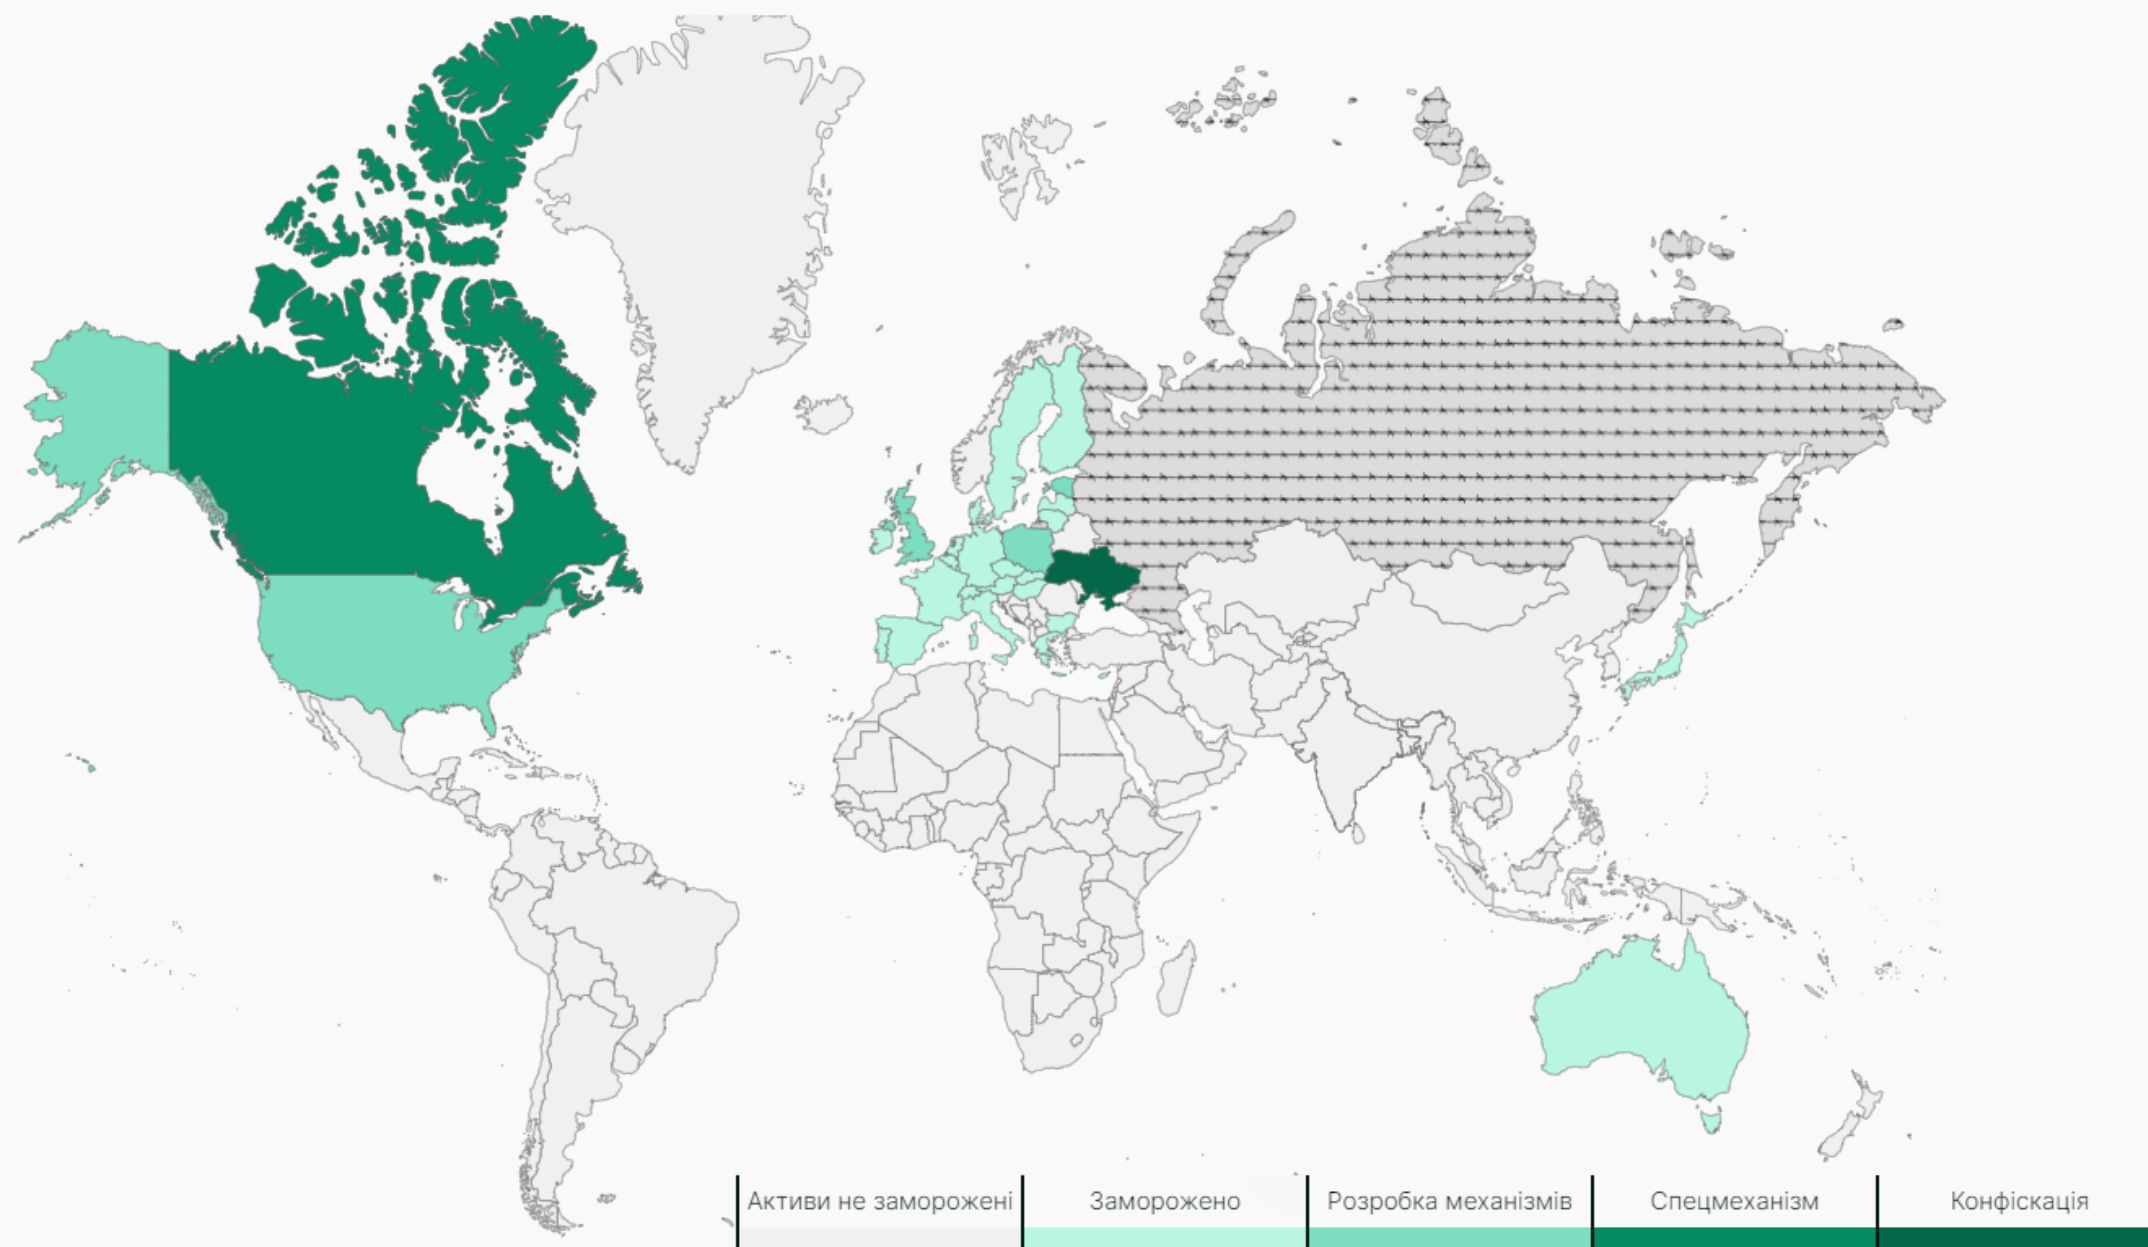 Активи не заморожені
Заморожено
Розробка механізмів
Спецмеханізм
Конфіскація